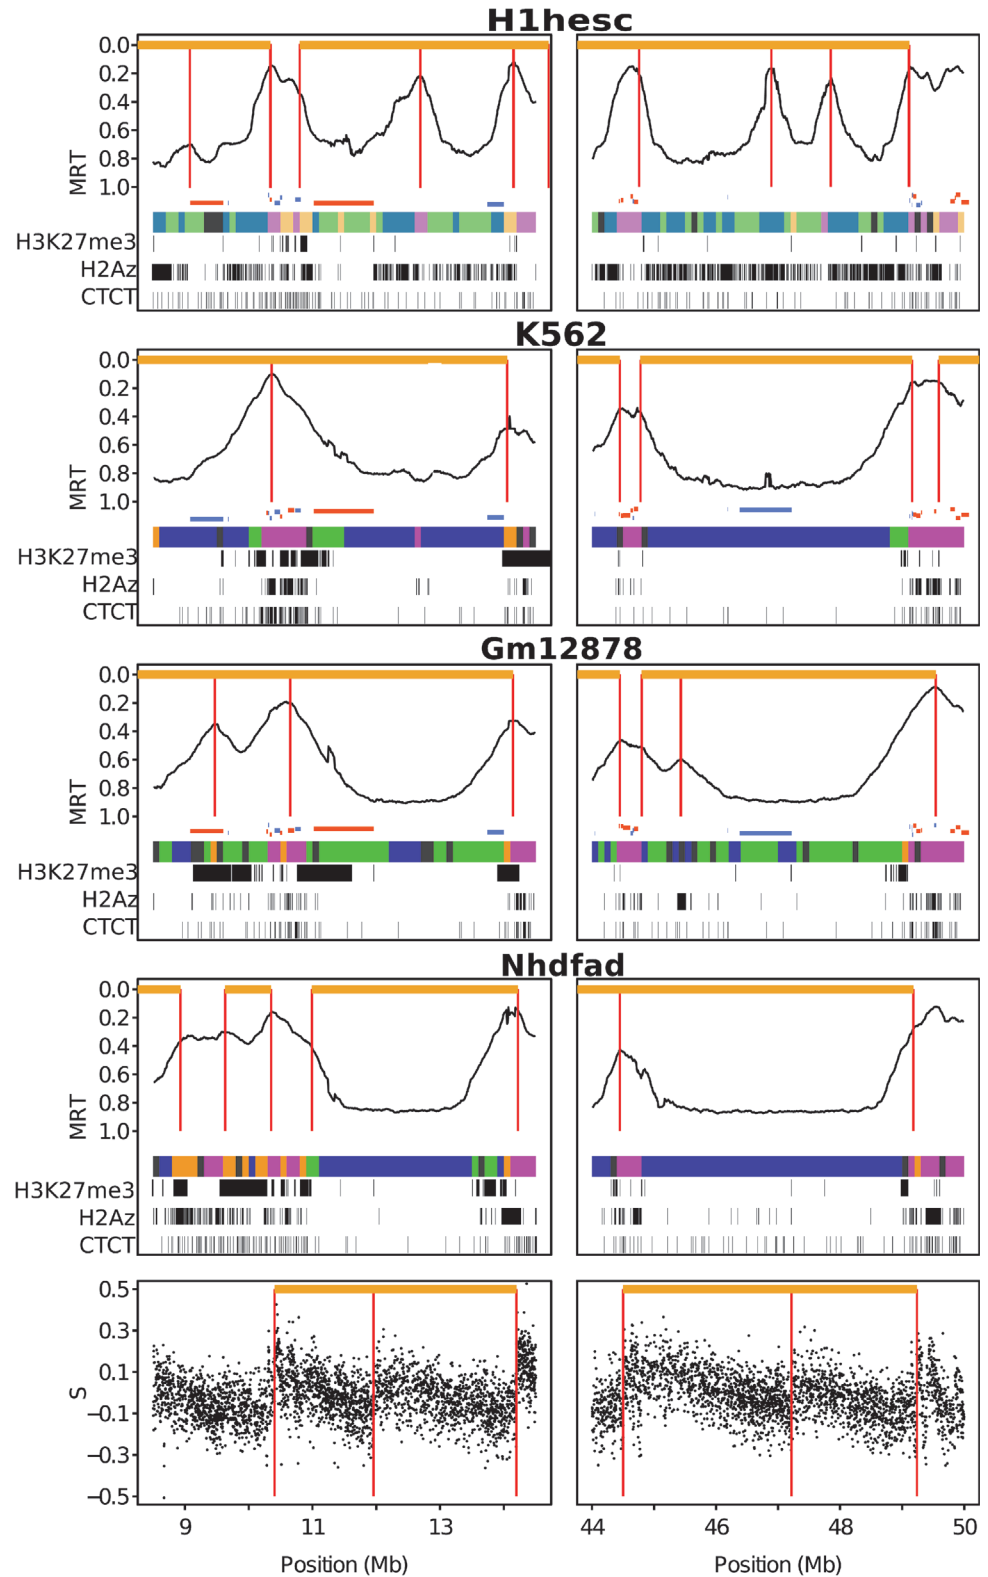 H1hesc
0.0
0.2
0.4
0.6
0.8
1.0
MRT
H3K27me3
H2Az
CTCT
K562
0.0
0.2
0.4
0.6
0.8
1.0
MRT
H3K27me3
H2Az
CTCT
Gm12878
0.0
0.2
0.4
0.6
0.8
1.0
MRT
H3K27me3
H2Az
CTCT
Nhdfad
0.0
0.2
0.4
0.6
0.8
1.0
MRT
H3K27me3
H2Az
CTCT
0.5
0.3
0.1
−0.1
−0.3
−0.5
S
9 11 13 44 46 48 50
Position (Mb) Position (Mb)